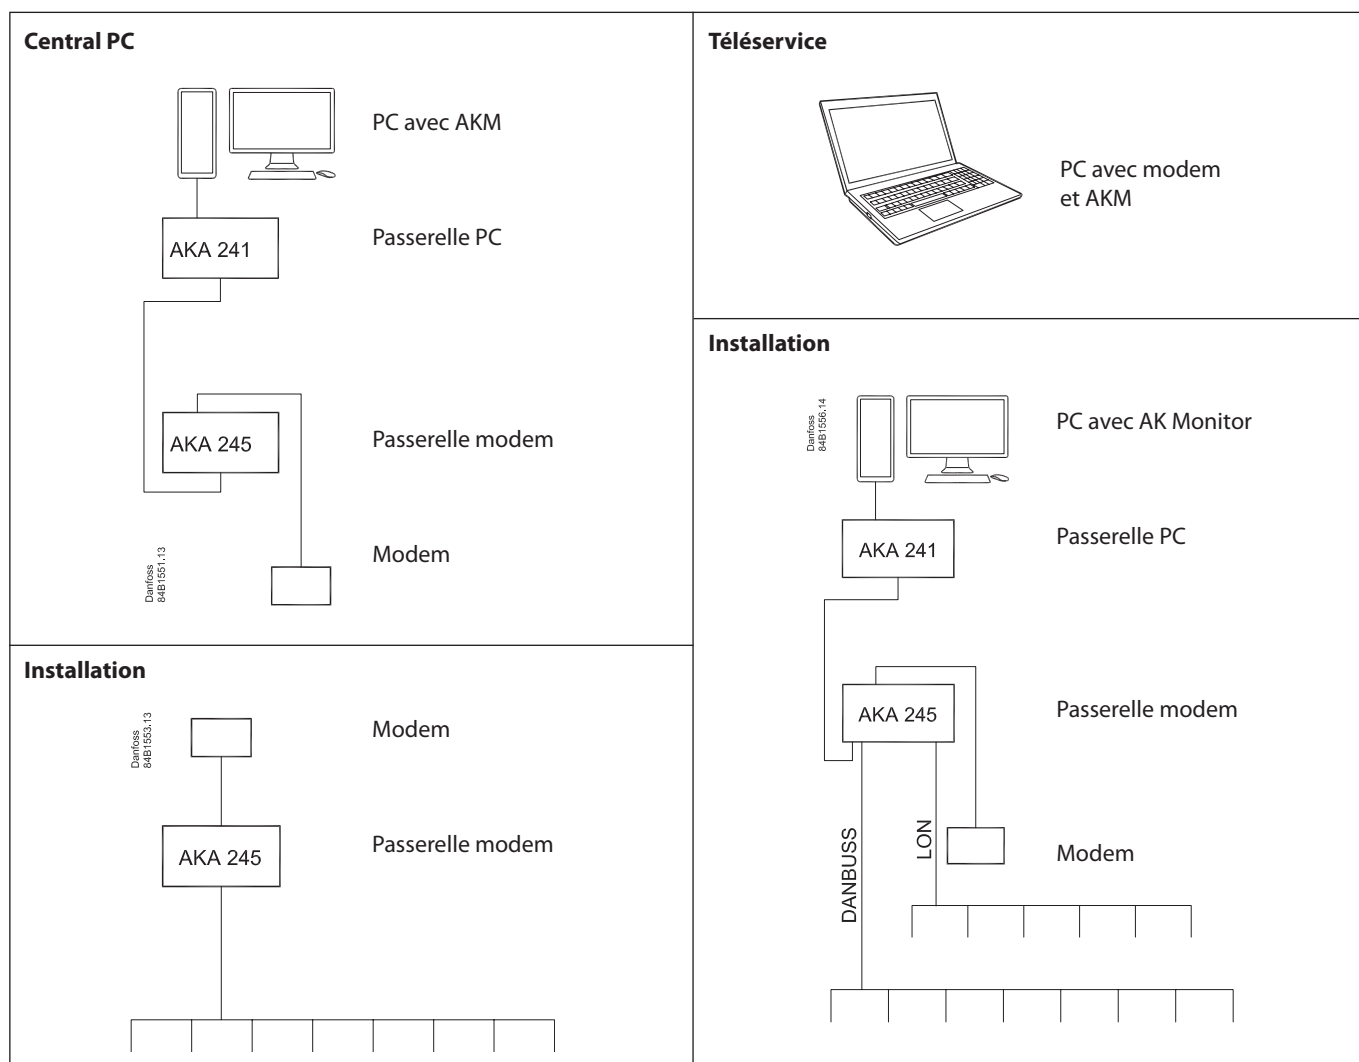 Central PC
PC avec AKM
AKA 241
Passerelle PC
AKA 245
Passerelle modem
Modem
Danfoss
84B1551.13
Installation
Danfoss
84B1553.13
Modem
AKA 245
Passerelle modem
Téléservice
PC avec modem
et AKM
Installation
Danfoss
84B1556.14
PC avec AK Monitor
AKA 241
Passerelle PC
AKA 245
Passerelle modem
DANBUSS
LON
Modem